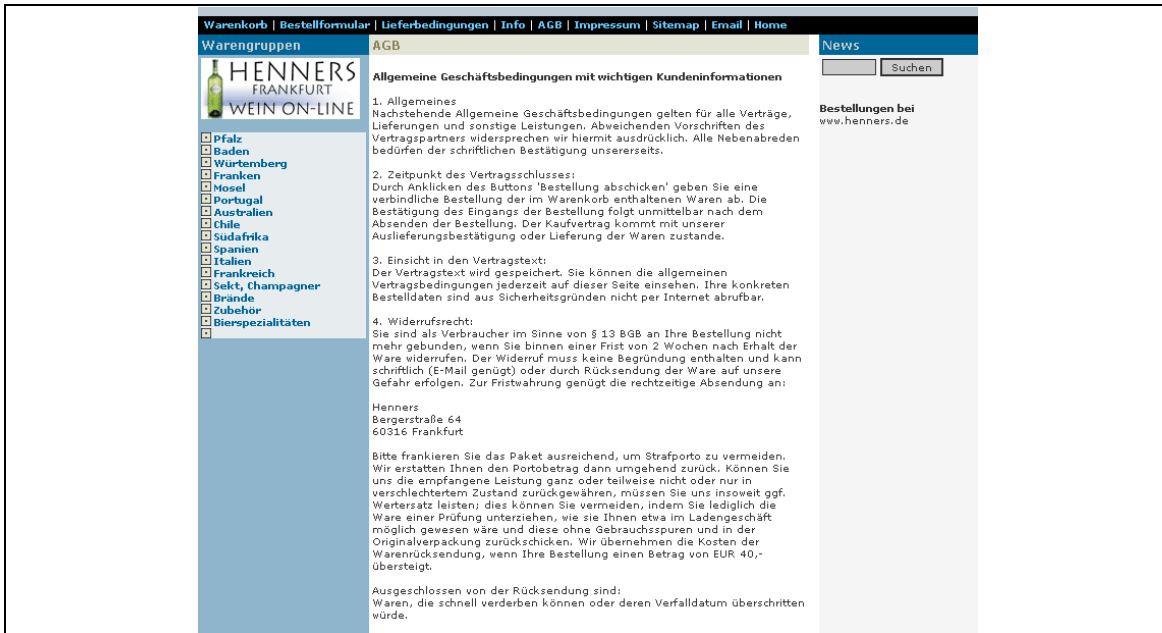 Warenkorb | Bestellformular | Lieferbedingungen | Info | AGB | Impressum | Sitemap | Email | Home
Warengruppen
HENNERS
FRANKFURT
WEIN ON-LINE
Pfalz
Baden
Würtemberg
Franken
Mosel
Portugal
Australien
Chile
Südafrika
Spanien
Italien
Frankreich
Sekt, Champagner
Brände
Zubehör
Bierspezialitäten
AGB
Allgemeine Geschäftsbedingungen mit wichtigen Kundeninformationen
1. Allgemeines
Nachstehende Allgemeine Geschäftsbedingungen gelten für alle Verträge,
Lieferungen und sonstige Leistungen. Abweichenden Vorschriften des
Vertragspartners widersprechen wir hiermit ausdrücklich. Alle Nebenabreden
bedürfen der schriftlichen Bestätigung unsererseits.
2. Zeitpunkt des Vertragsschlusses:
Durch Anklicken des Buttons 'Bestellung abschicken' geben Sie eine
verbindliche Bestellung der im Warenkorb enthaltenen Waren ab. Die
Bestätigung des Eingangs der Bestellung folgt unmittelbar nach dem
Absenden der Bestellung. Der Kaufvertrag kommt mit unserer
Auslieferungsbestätigung oder Lieferung der Waren zustande.
3. Einsicht in den Vertragstext:
Der Vertragstext wird gespeichert. Sie können die allgemeinen
Vertragsbedingungen jederzeit auf dieser Seite einsehen. Ihre konkreten
Bestelldaten sind aus Sicherheitsgründen nicht per Internet abrufbar.
4. Widerrufsrecht:
Sie sind als Verbraucher im Sinne von § 13 BGB an Ihre Bestellung nicht
mehr gebunden, wenn Sie binnen einer Frist von 2 Wochen nach Erhalt der
Ware widerrufen. Der Widerruf muss keine Begründung enthalten und kann
schriftlich (E-Mail genügt) oder durch Rücksendung der Ware auf unsere
Gefahr erfolgen. Zur Fristwahrung genügt die rechtzeitige Absendung an:
Henners
Bergerstraße 64
60316 Frankfurt
Bitte frankieren Sie das Paket ausreichend, um Strafporto zu vermeiden.
Wir erstatten Ihnen den Portobetrag dann umgehend zurück. Können Sie
uns die empfangene Leistung ganz oder teilweise nicht oder nur in
verschlechtertem Zustand zurückgewähren, müssen Sie uns insoweit ggf.
Wertersatz leisten; dies können Sie vermeiden, indem Sie lediglich die
Ware einer Prüfung unterziehen, wie sie Ihnen etwa im Ladengeschäft
möglich gewesen wäre und diese ohne Gebrauchsspuren und in der
Originalverpackung zurückschicken. Wir übernehmen die Kosten der
Warenrücksendung, wenn Ihre Bestellung einen Betrag von EUR 40,-
übersteigt.
Ausgeschlossen von der Rücksendung sind:
Waren, die schnell verderben können oder deren Verfalldatum überschritten
würde.
News
Suchen
Bestellungen bei
www.henners.de